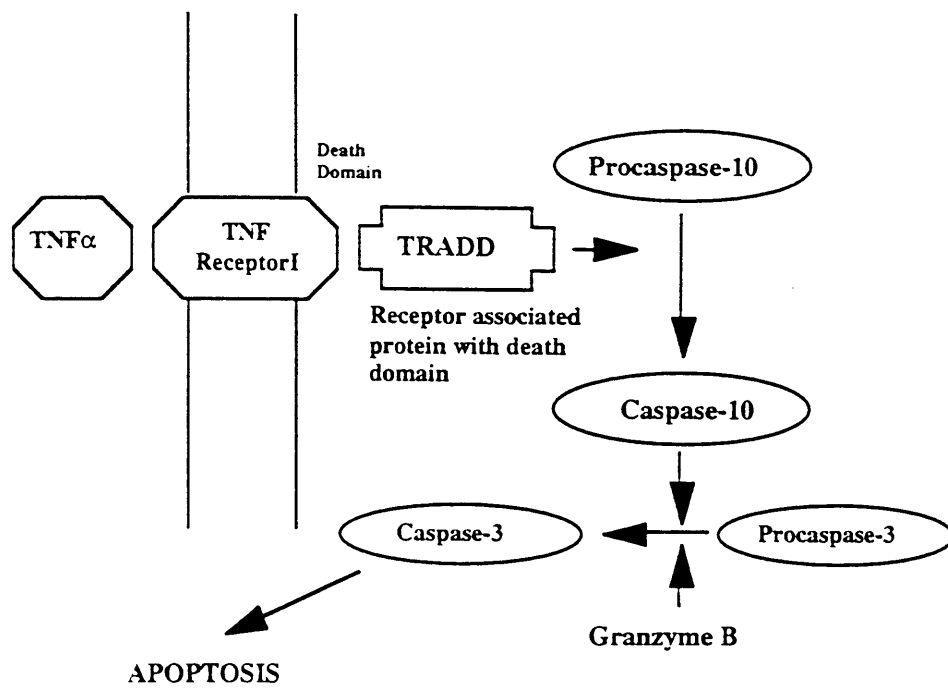 Death
Domain
Procaspase-10
TNFα
TNF
ReceptorI
TRADD
Receptor associated
protein with death
domain
Caspase-10
Caspase-3
Procaspase-3
Granzyme B
APOPTOSIS